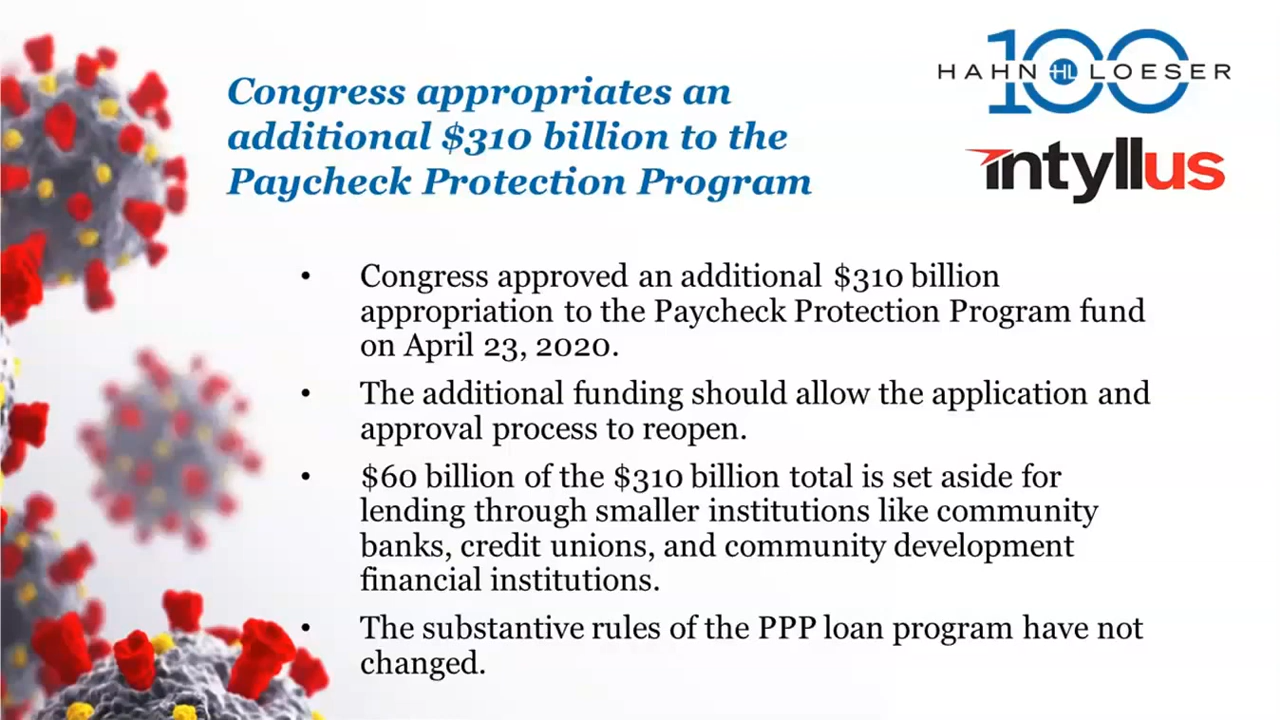 Congress appropriates an
additional $310 billion to the
Paycheck Protection Program
100
HAHN HL LOESER
intyllus
• Congress approved an additional $310 billion
appropriation to the Paycheck Protection Program fund
on April 23, 2020.
• The additional funding should allow the application and
approval process to reopen.
• $60 billion of the $310 billion total is set aside for
lending through smaller institutions like community
banks, credit unions, and community development
financial institutions.
• The substantive rules of the PPP loan program have not
changed.